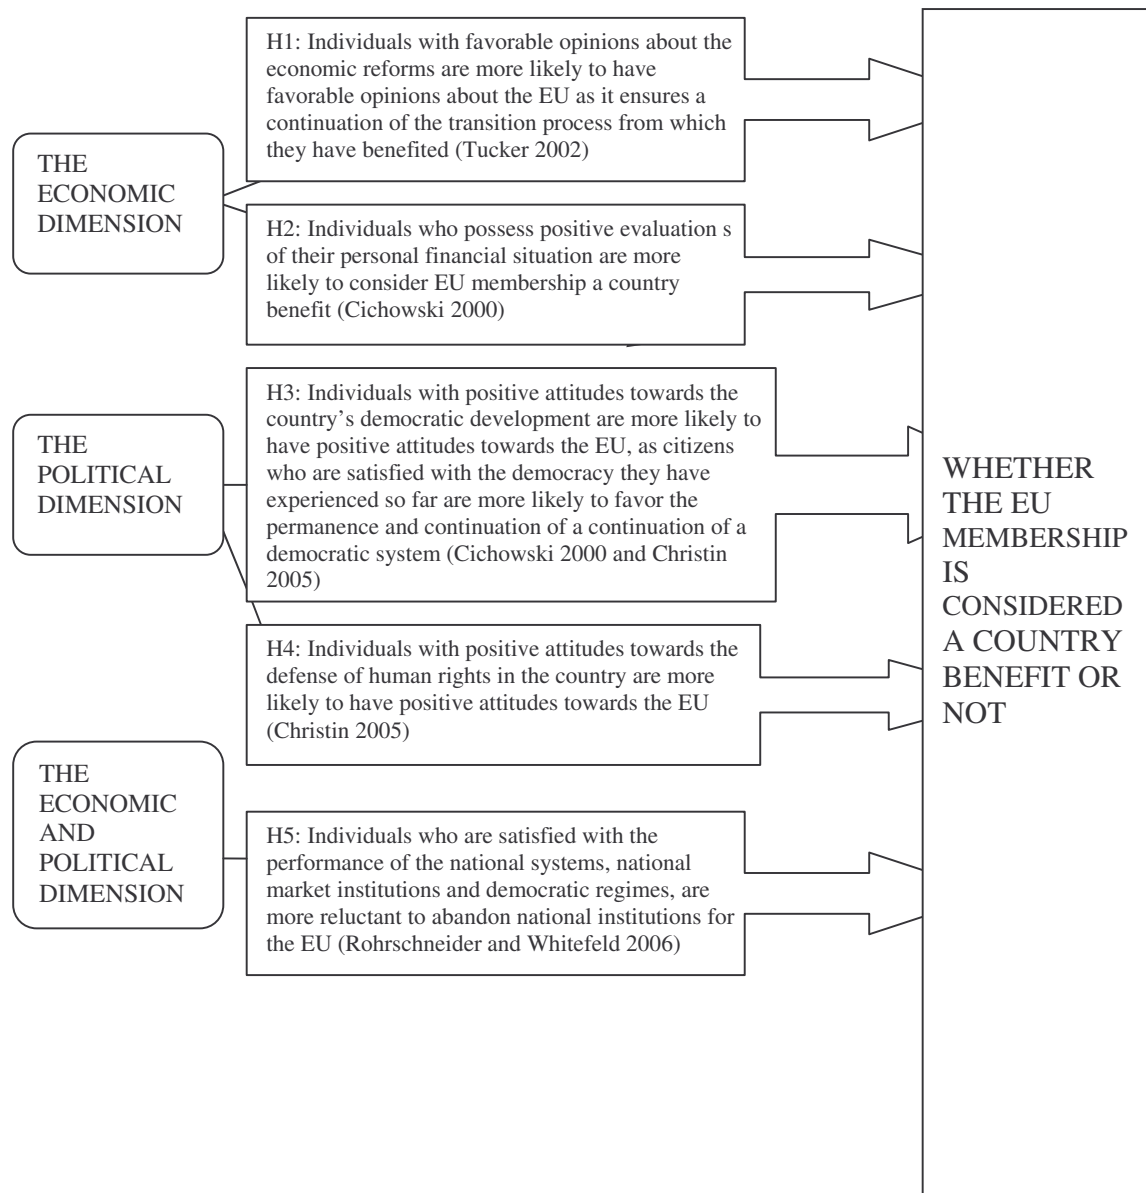 H1: Individuals with favorable opinions about the
economic reforms are more likely to have
favorable opinions about the EU as it ensures a
continuation of the transition process from which
they have benefited (Tucker 2002)
THE
ECONOMIC
DIMENSION
H2: Individuals who possess positive evaluation s
of their personal financial situation are more
likely to consider EU membership a country
benefit (Cichowski 2000)
H3: Individuals with positive attitudes towards the
country’s democratic development are more likely to
have positive attitudes towards the EU, as citizens
who are satisfied with the democracy they have
experienced so far are more likely to favor the
permanence and continuation of a continuation of a
democratic system (Cichowski 2000 and Christin
2005)
THE
POLITICAL
DIMENSION
H4: Individuals with positive attitudes towards the
defense of human rights in the country are more
likely to have positive attitudes towards the EU
(Christin 2005)
THE
ECONOMIC
AND
POLITICAL
DIMENSION
H5: Individuals who are satisfied with the
performance of the national systems, national
market institutions and democratic regimes, are
more reluctant to abandon national institutions for
the EU (Rohrschneider and Whitefeld 2006)
WHETHER
THE EU
MEMBERSHIP
IS
CONSIDERED
A COUNTRY
BENEFIT OR
NOT